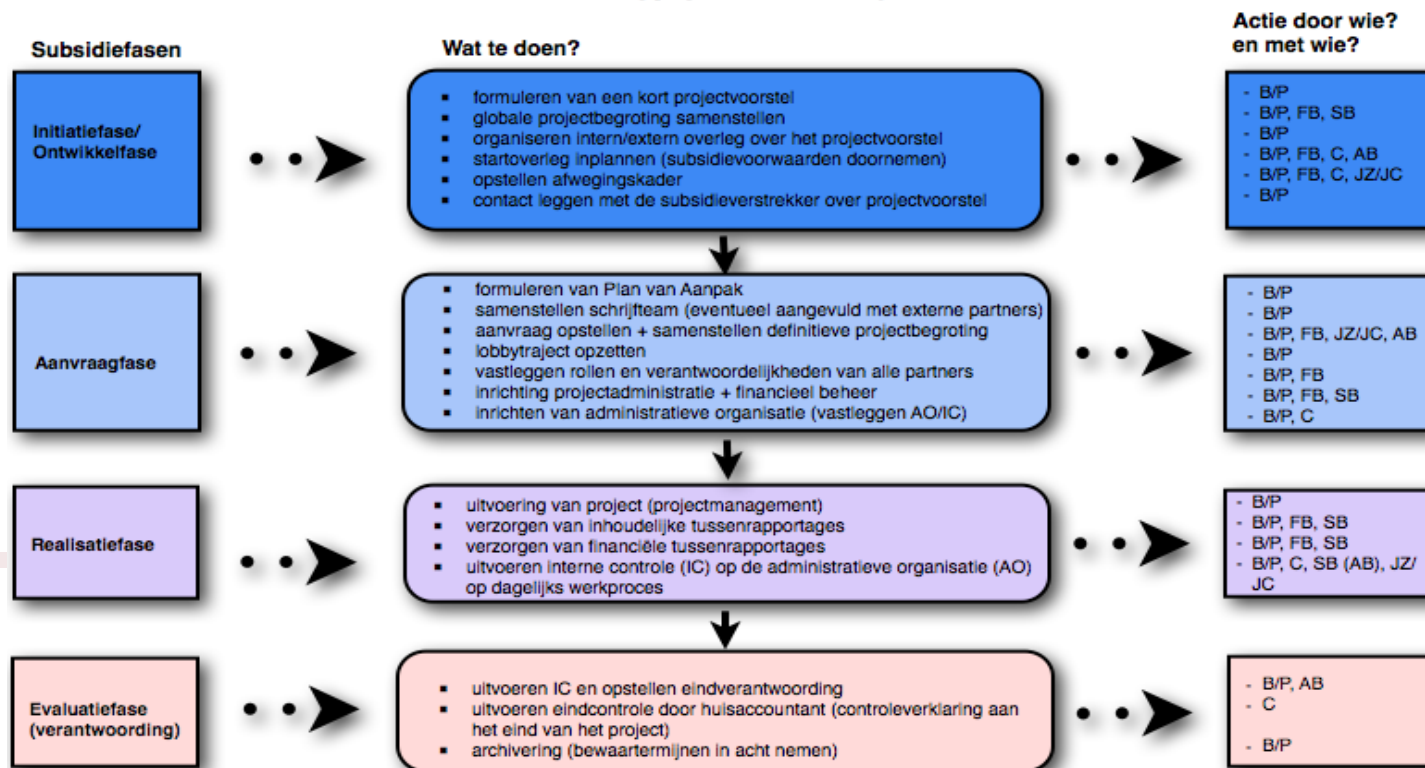 Subsidiefasen
Wat te doen?
Actie door wie?
en met wie?
Initiatiefase/
Ontwikkelfase
▪ formuleren van een kort projectvoorstel
▪ globale projectbegroting samenstellen
▪ organiseren intern/extern overleg over het projectvoorstel
▪ startoverleg inplannen (subsidievoorwaarden doornemen)
▪ opstellen afwegingskader
▪ contact leggen met de subsidieverstrekker over projectvoorstel
- B/P
- B/P, FB, SB
- B/P
- B/P, FB, C, AB
- B/P, FB, C, JZ/JC
- B/P
Aanvraagfase
▪ formuleren van Plan van Aanpak
▪ samenstellen schrijfteam (eventueel aangevuld met externe partners)
▪ aanvraag opstellen + samenstellen definitieve projectbegroting
▪ lobbytraject opzetten
▪ vastleggen rollen en verantwoordelijkheden van alle partners
▪ inrichting projectadministratie + financieel beheer
▪ inrichten van administratieve organisatie (vastleggen AO/IC)
- B/P
- B/P
- B/P, FB, JZ/JC, AB
- B/P
- B/P, FB
- B/P, FB, SB
- B/P, C
Realisatiefase
▪ uitvoering van project (projectmanagement)
▪ verzorgen van inhoudelijke tussenrapportages
▪ verzorgen van financiële tussenrapportages
▪ uitvoeren interne controle (IC) op de administratieve organisatie (AO)
op dagelijks werkproces
- B/P
- B/P, FB, SB
- B/P, FB, SB
- B/P, C, SB (AB), JZ/
JC
Evaluatiefase
(verantwoording)
▪ uitvoeren IC en opstellen eindverantwoording
▪ uitvoeren eindcontrole door huisaccountant (controleverklaring aan
het eind van het project)
▪ archivering (bewaartermijnen in acht nemen)
- B/P, AB
- C
- B/P